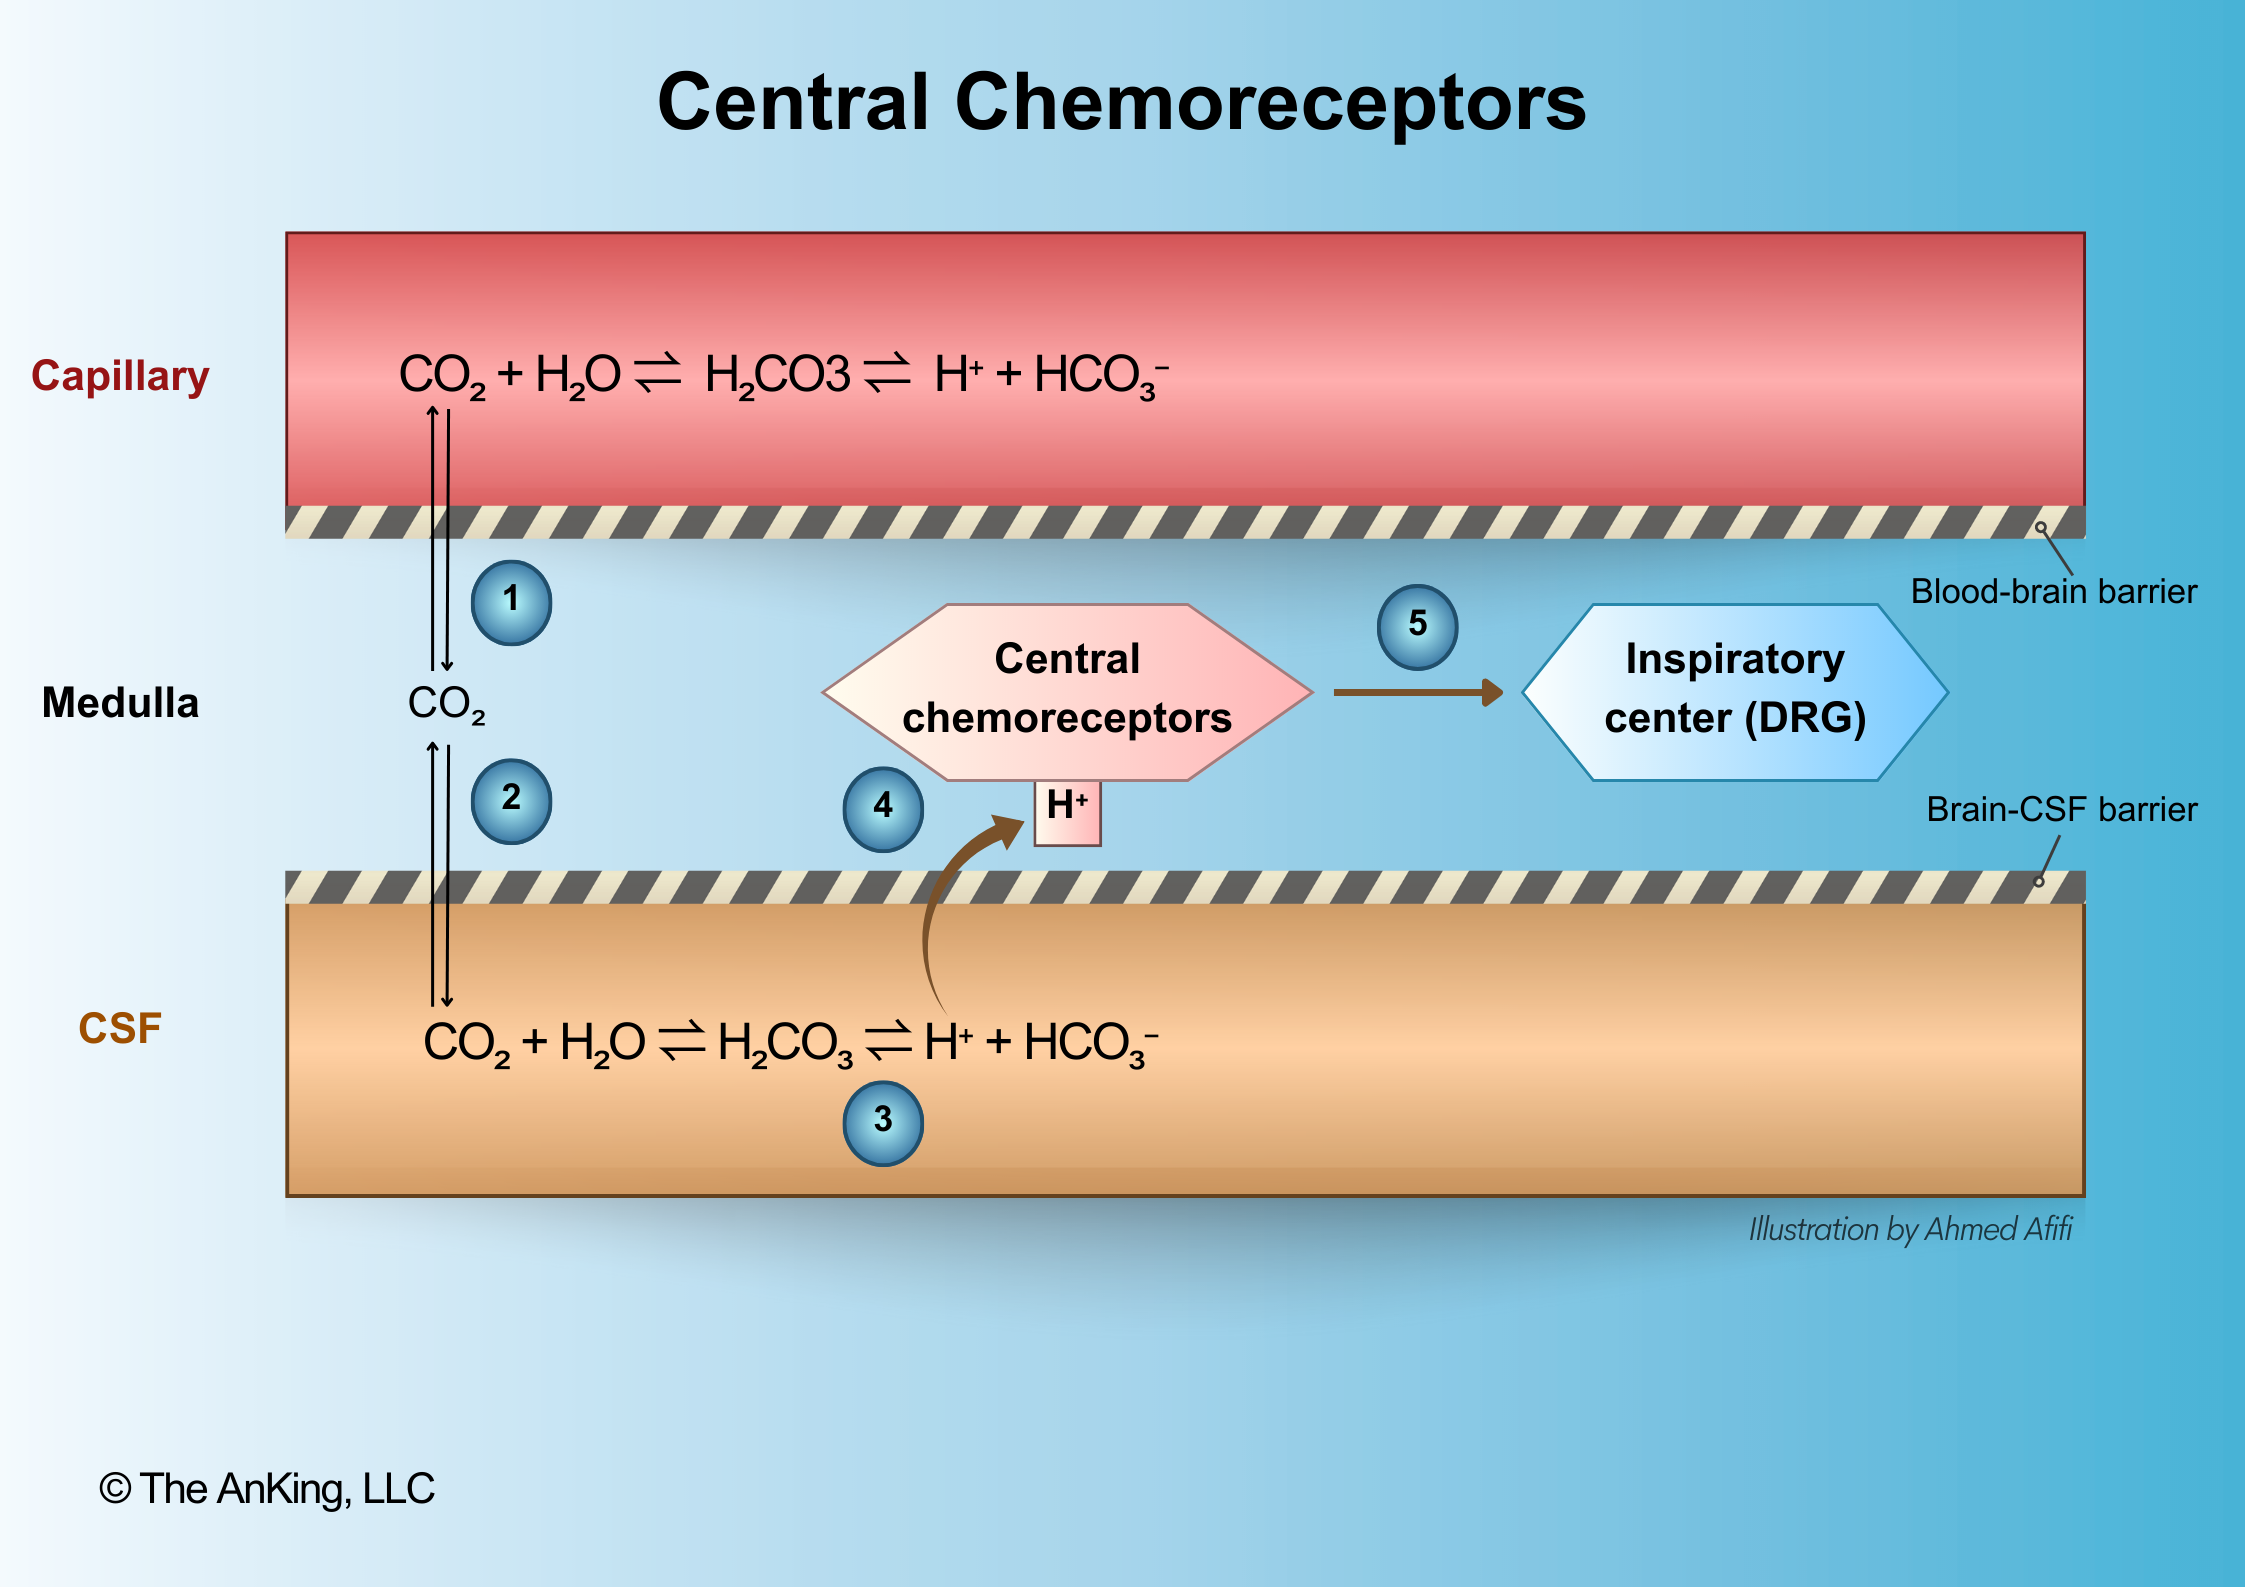 Central Chemoreceptors
Capillary
CO₂ + H₂O ⇌ H₂CO3 ⇌ H⁺ + HCO₃⁻
Blood-brain barrier
1
Medulla
CO₂
Central
chemoreceptors
5
Inspiratory
center (DRG)
2
4
H⁺
Brain-CSF barrier
CSF
CO₂ + H₂O ⇌ H₂CO₃ ⇌ H⁺ + HCO₃⁻
3
Illustration by Ahmed Afifi
© The AnKing, LLC